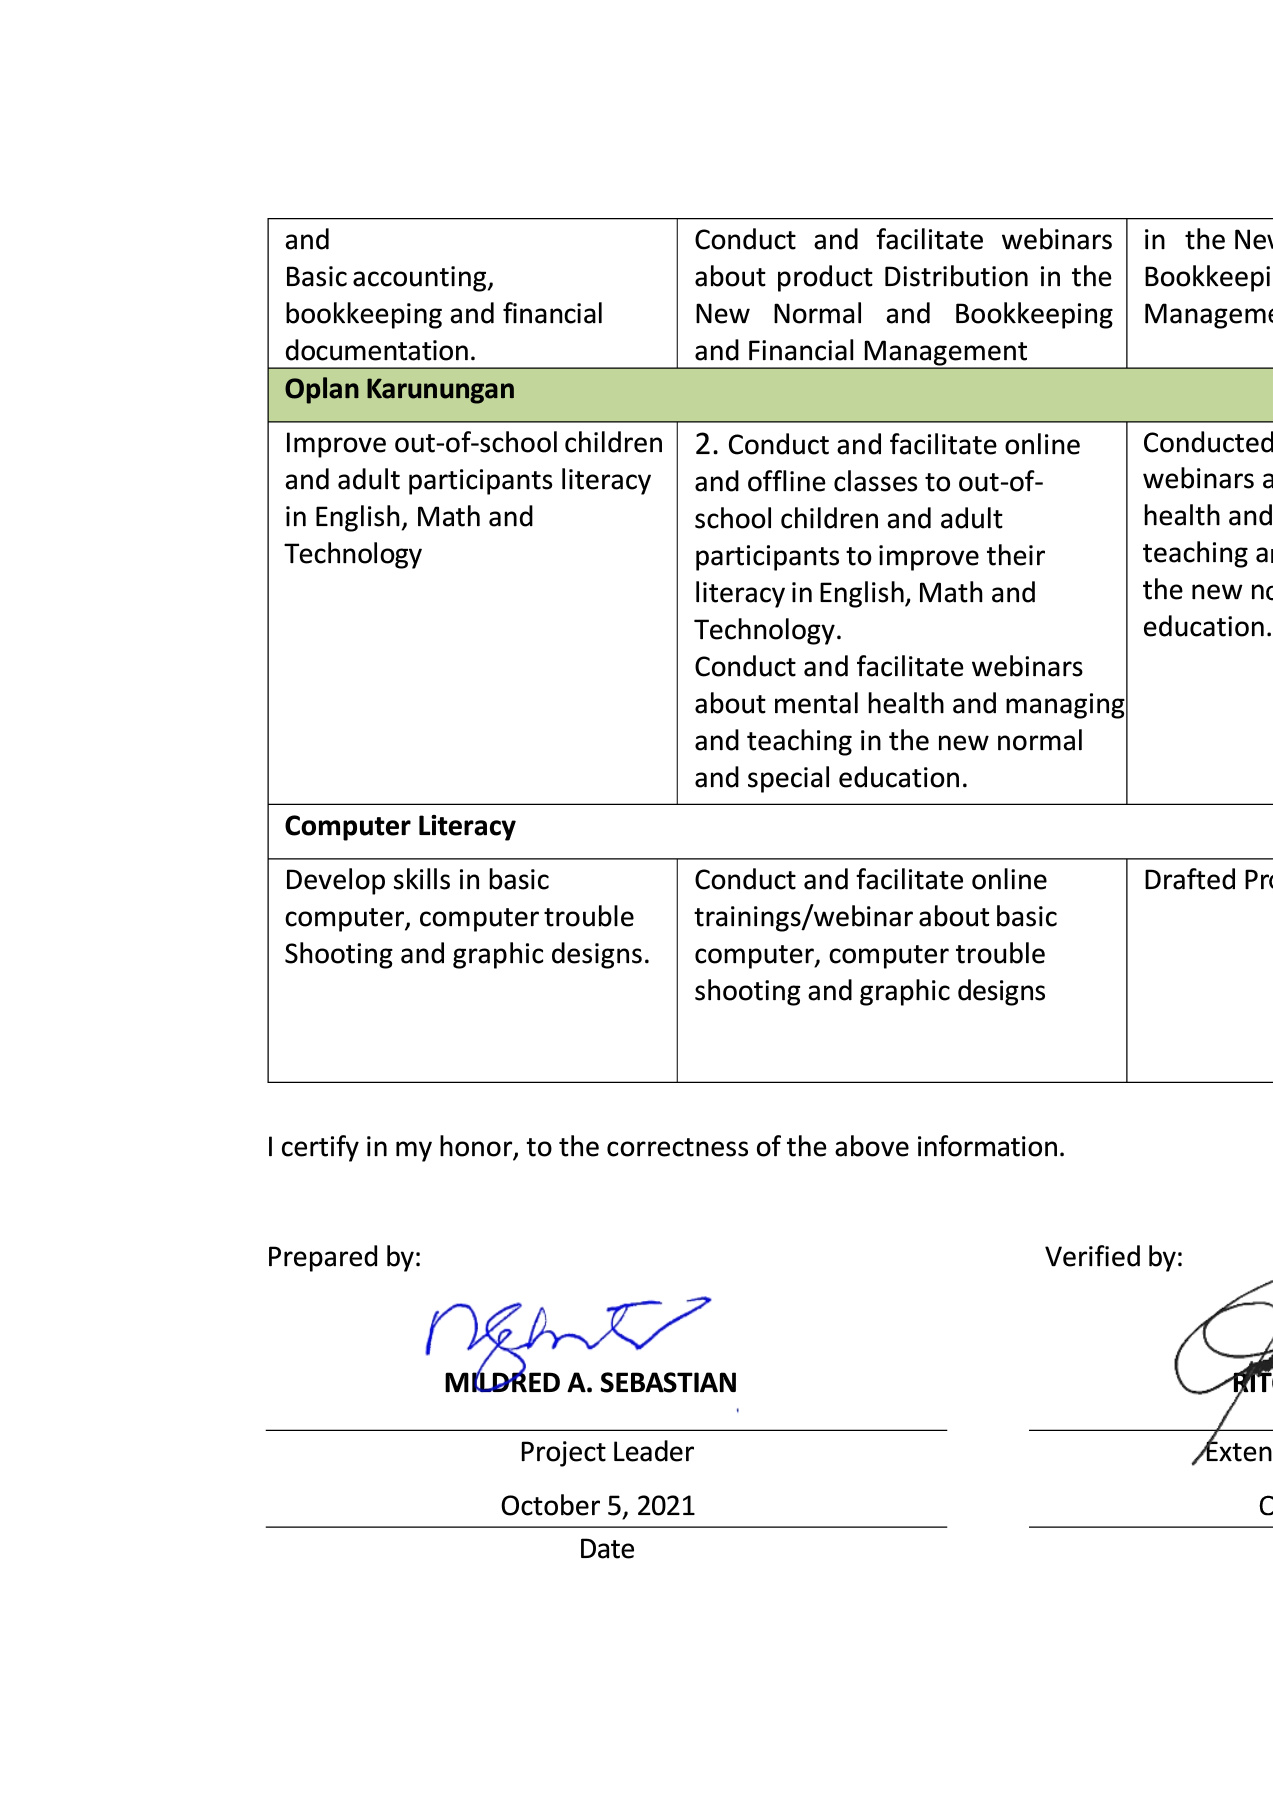 and
Basic accounting,
bookkeeping and financial
documentation.
Conduct and facilitate webinars
about product Distribution in the
New Normal and Bookkeeping
and Financial Management
in the New
Bookkeepi
Manageme
Oplan Karunungan
Improve out-of-school children
and adult participants literacy
in English, Math and
Technology
2. Conduct and facilitate online
and offline classes to out-of-
school children and adult
participants to improve their
literacy in English, Math and
Technology.
Conduct and facilitate webinars
about mental health and managing
and teaching in the new normal
and special education.
Conducted
webinars a
health and
teaching a
the new no
education.
Computer Literacy
Develop skills in basic
computer, computer trouble
Shooting and graphic designs.
Conduct and facilitate online
trainings/webinar about basic
computer, computer trouble
shooting and graphic designs
Drafted Pro
I certify in my honor, to the correctness of the above information.
Prepared by:
MILDRED A. SEBASTIAN
Project Leader
October 5, 2021
Date
Verified by:
RIT
Exten